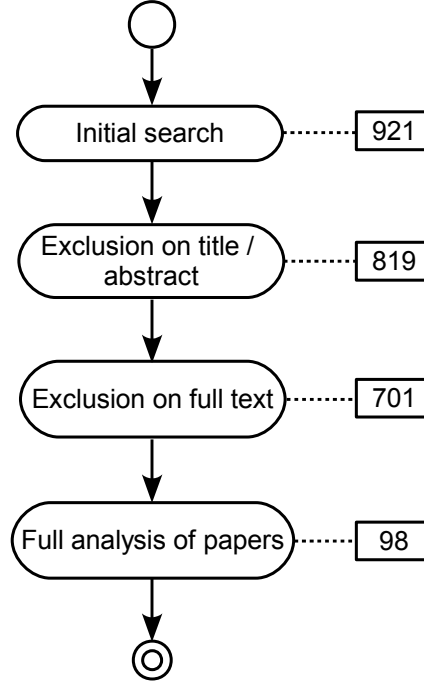 Initial search
921
Exclusion on title /
abstract
819
Exclusion on full text
701
Full analysis of papers
98